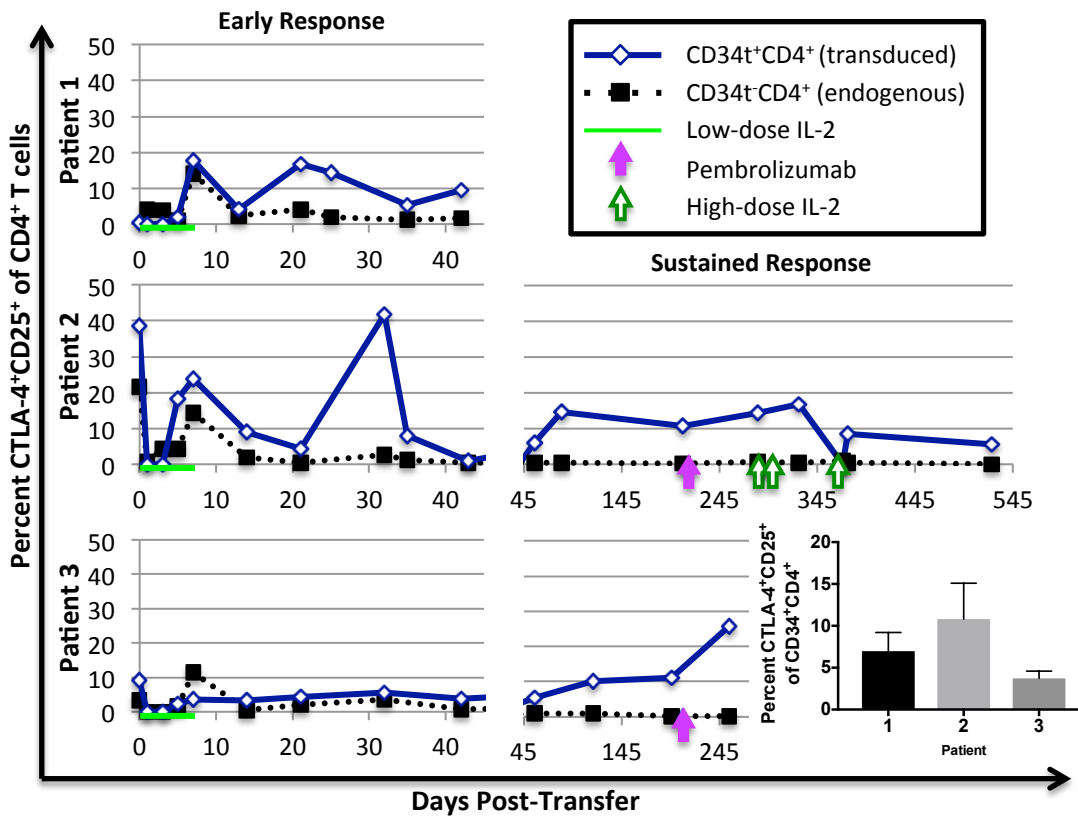 Early Response
CD34t⁺CD4⁺ (transduced)
CD34t⁻CD4⁺ (endogenous)
Low-dose IL-2
Pembrolizumab
High-dose IL-2
Percent CTLA-4⁺CD25⁺ of CD4⁺ T cells
Patient 1
50
40
30
20
10
0
0 10 20 30 40
Sustained Response
Patient 2
50
40
30
20
10
0
0 10 20 30 40
45 145 245 345 445 545
Patient 3
50
40
30
20
10
0
0 10 20 30 40
45 145 245
Percent CTLA-4⁺CD25⁺
of CD34⁺CD4⁺
20
15
10
5
0
1 2 3
Patient
Days Post-Transfer